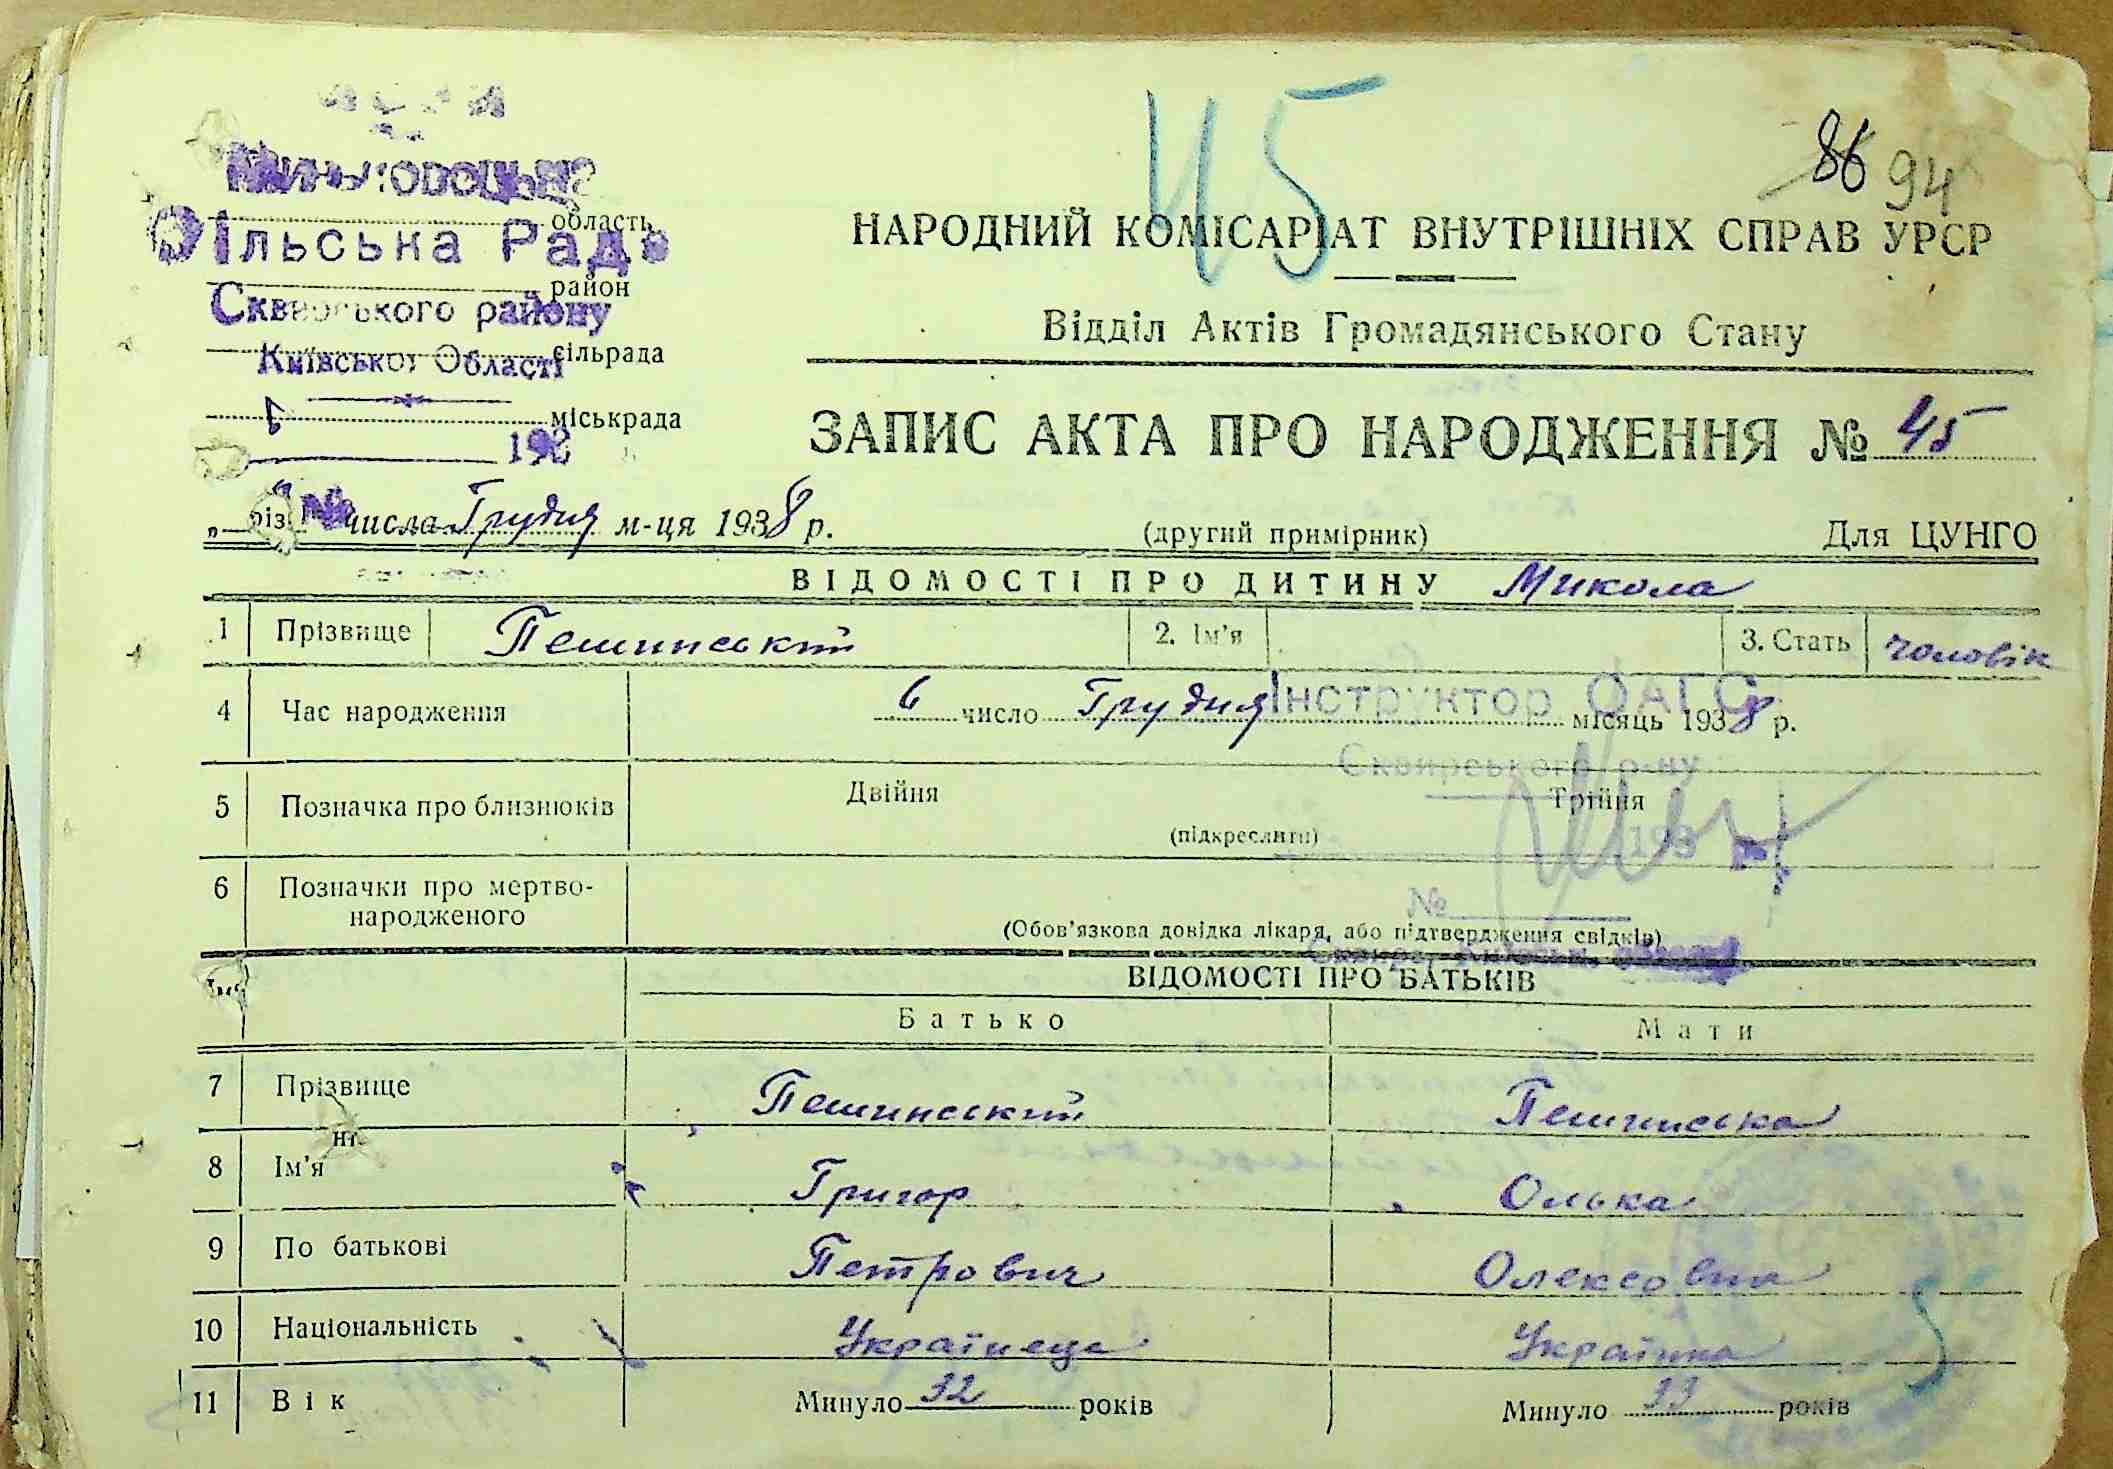 45
86 94
область
Сільська Рада
район
Сквирського району
сільрада
Київської Області
міськрада
193
НАРОДНИЙ КОМІСАРІАТ ВНУТРІШНІХ СПРАВ УРСР
Відділ Актів Громадянського Стану
ЗАПИС АКТА ПРО НАРОДЖЕННЯ № 45
№ числа Грудня м-ця 1938 р.
(другий примірник)
Для ЦУНГО
ВІДОМОСТІ ПРО ДИТИНУ Микола
1 Прізвище Пешинський 2. Ім'я 3. Стать чоловік
Інструктор ОАГС
4 Час народження 6 число Грудня місяць 1938 р.
Сквирського р-ну
5 Позначка про близнюків Двійня Трійня
(підкреслити)
193
6 Позначки про мертво-
народженого
№
(Обов'язкова довідка лікаря, або підтвердження свідків)
ВІДОМОСТІ ПРО БАТЬКІВ
Батько Мати
7 Прізвище Пешинський Пешинська
8 Ім'я Григор Олька
9 По батькові Петрович Олексовна
10 Національність Українець Українка
11 Вік Минуло 32 років Минуло 33 років